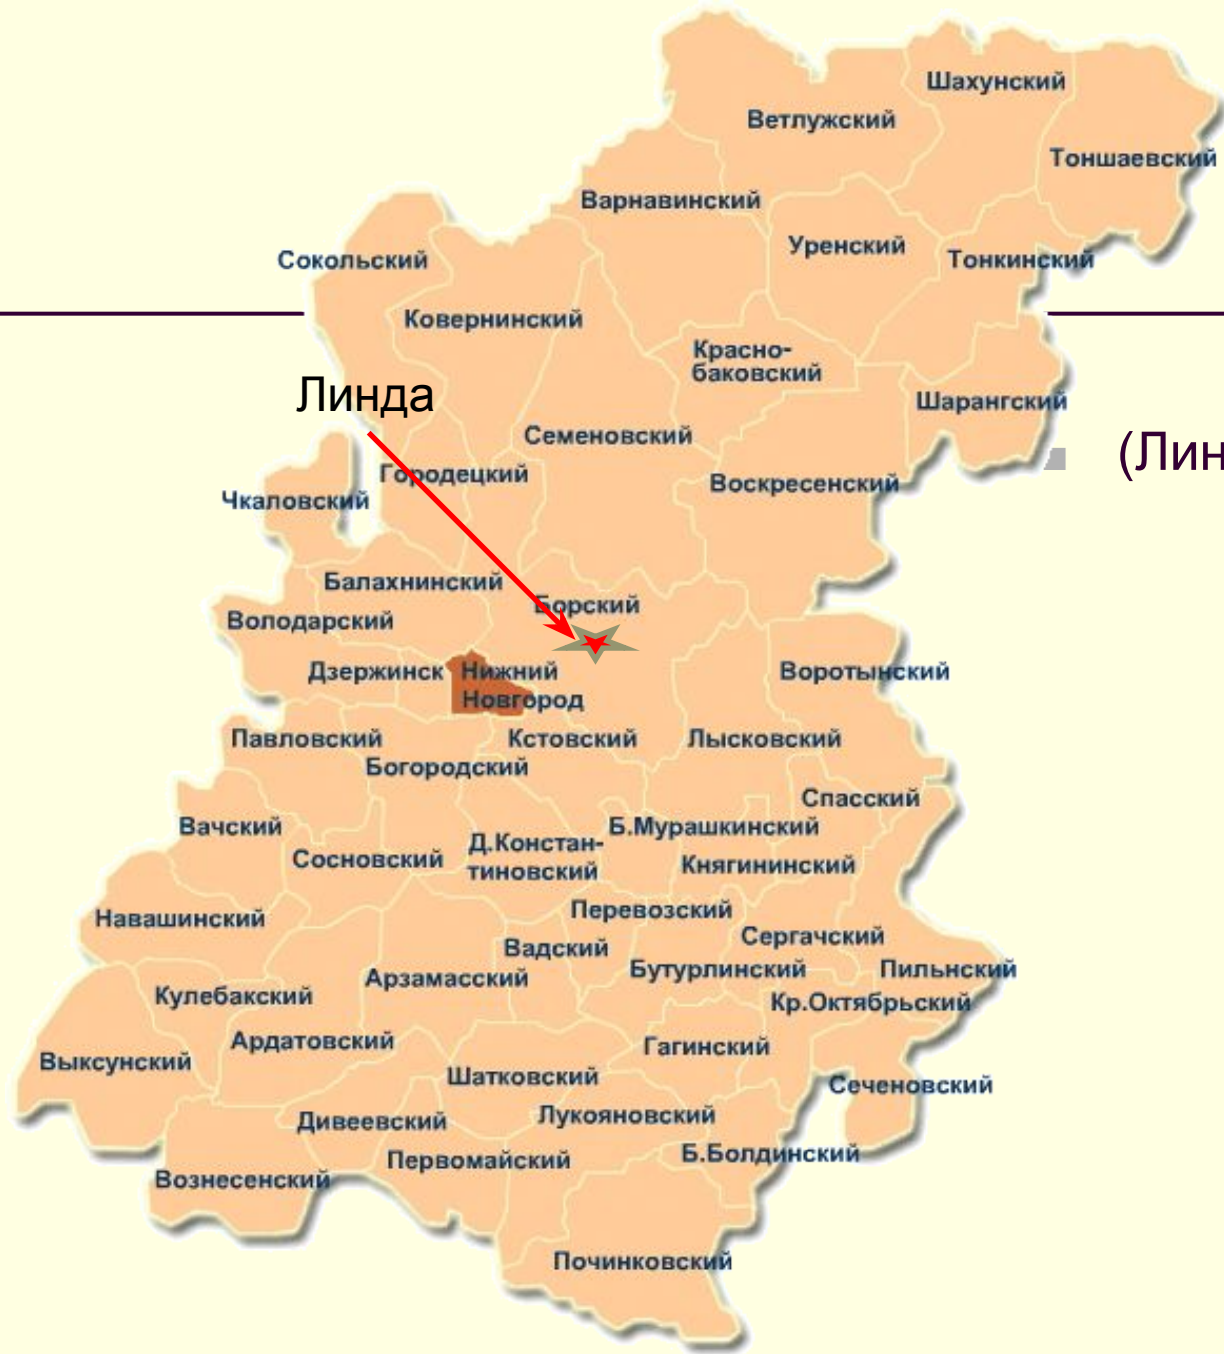 Шахунский
Ветлужский
Тоншаевский
Варнавинский
Уренский
Тонкинский
Сокольский
Ковернинский
Красно-
баковский
Линда
Шарангский
Семеновский
(Лин
Городецкий
Воскресенский
Чкаловский
Балахнинский
Борский
Володарский
Дзержинск
Нижний
Новгород
Воротынский
Павловский
Кстовский
Лысковский
Богородский
Спасский
Вачский
Б.Мурашкинский
Д.Констан-
тиновский
Сосновский
Княгининский
Перевозский
Навашинский
Сергачский
Вадский
Бутурлинский
Пильнский
Арзамасский
Кулебакский
Кр.Октябрьский
Ардатовский
Гагинский
Выксунский
Шатковский
Сеченовский
Лукояновский
Дивеевский
Б.Болдинский
Первомайский
Вознесенский
Починковский